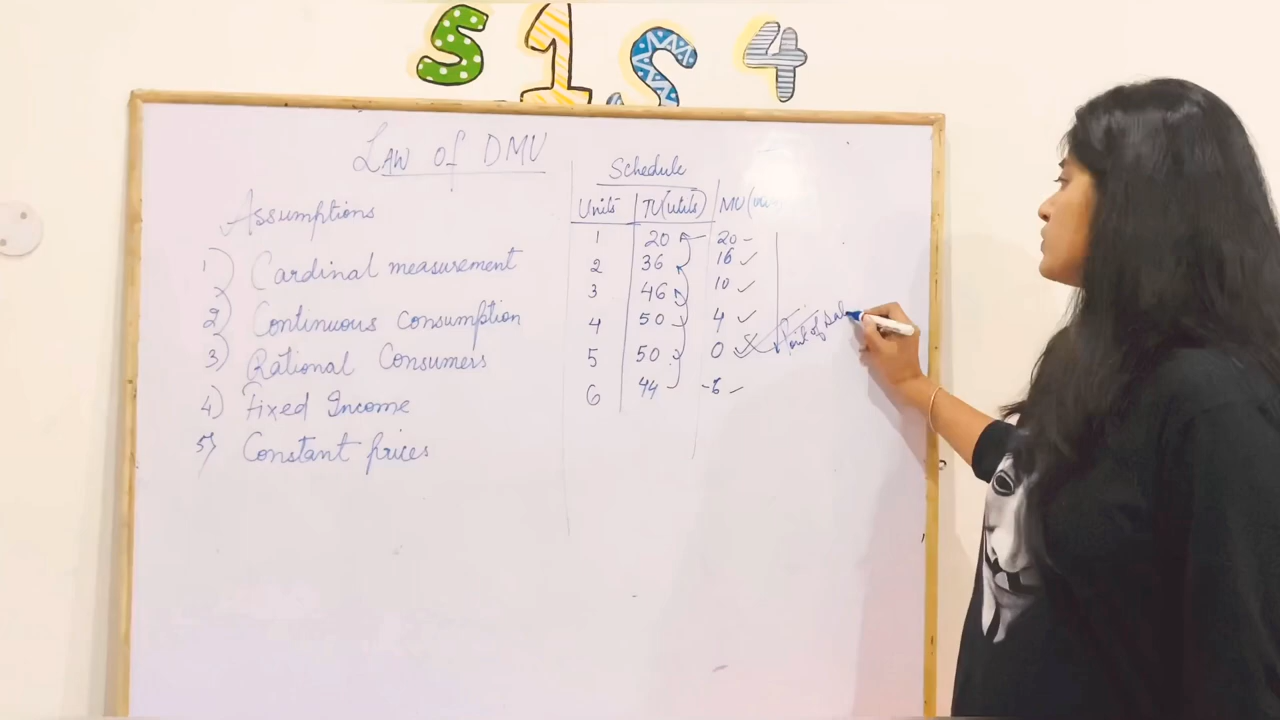 S 1 S 4
Law of DMU
Assumptions
1) Cardinal measurement
2) Continuous consumption
3) Rational Consumers
4) Fixed Income
5) Constant prices
Schedule
Units TU(utils) MU
1 20 20
2 36 16
3 46 10
4 50 4
5 50 0 Point of
6 44 -6